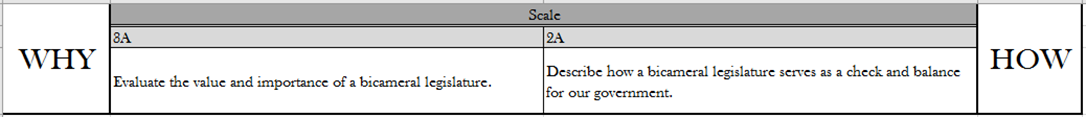 Scale
WHY
3A
2A
HOW
Evaluate the value and importance of a bicameral legislature.
Describe how a bicameral legislature serves as a check and balance
for our government.